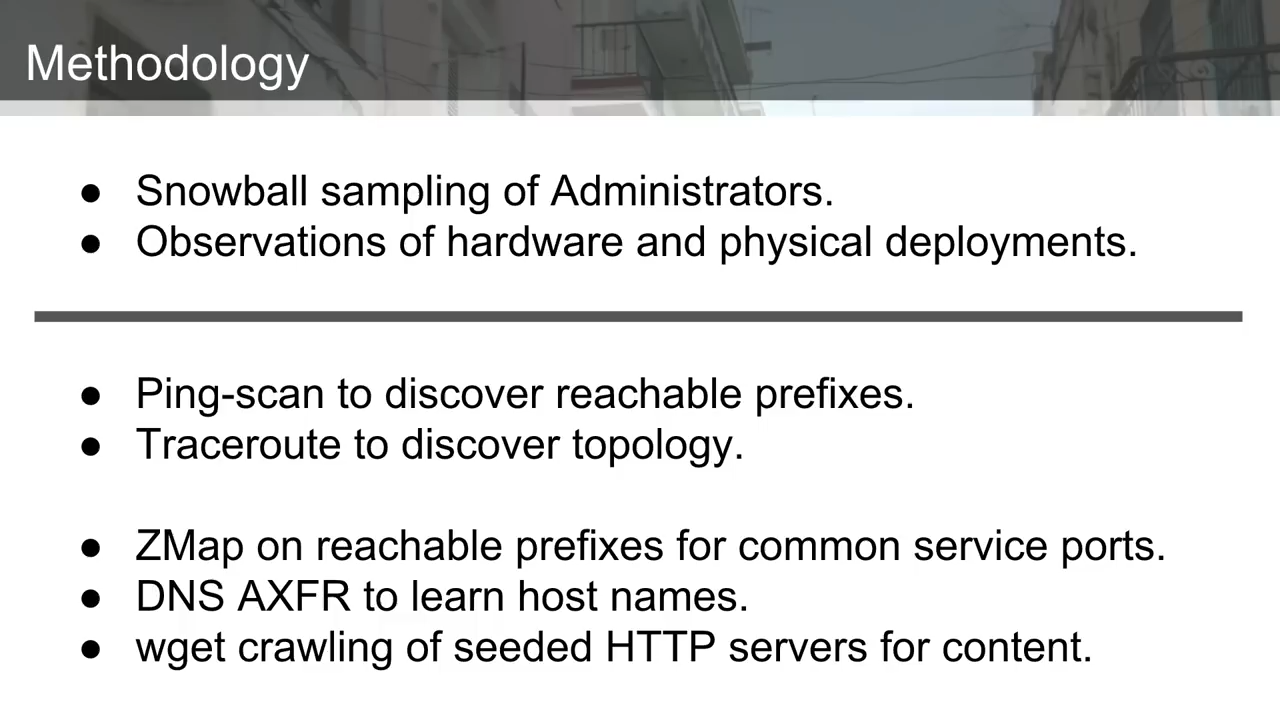 Methodology
● Snowball sampling of Administrators.
● Observations of hardware and physical deployments.
● Ping-scan to discover reachable prefixes.
● Traceroute to discover topology.
● ZMap on reachable prefixes for common service ports.
● DNS AXFR to learn host names.
● wget crawling of seeded HTTP servers for content.